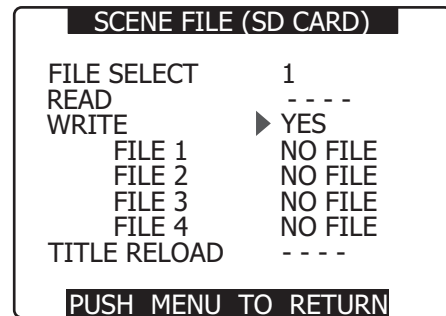 SCENE FILE (SD CARD)
FILE SELECT 1
READ - - - -
WRITE ▶ YES
FILE 1 NO FILE
FILE 2 NO FILE
FILE 3 NO FILE
FILE 4 NO FILE
TITLE RELOAD - - - -
PUSH MENU TO RETURN